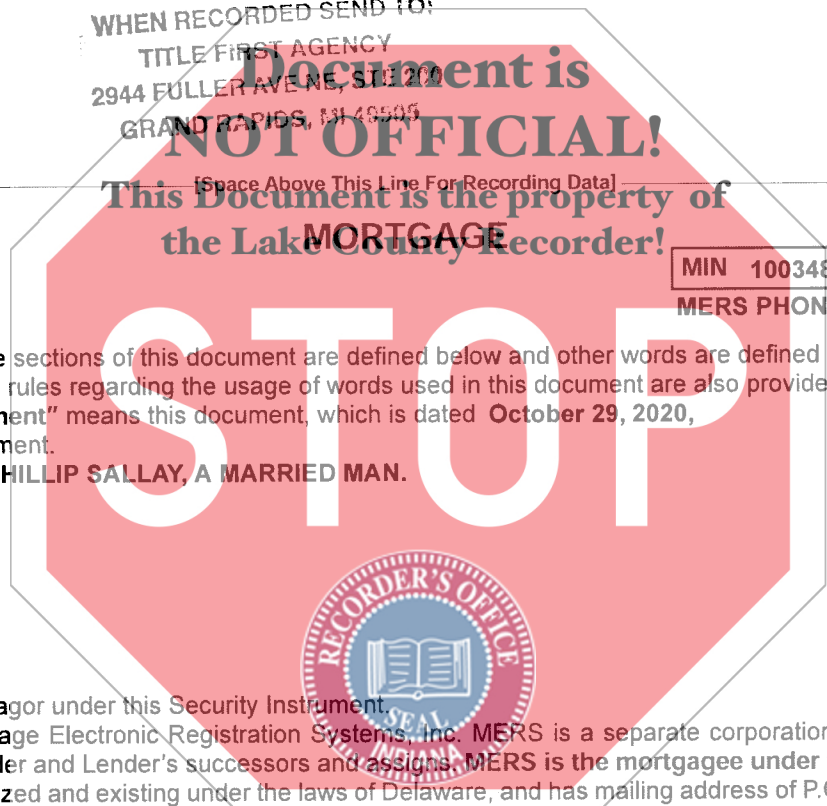 WHEN RECORDED SEND TO:
TITLE FIRST AGENCY
2944 FULLER AVE NE, STE 200
GRAND RAPIDS, MI 49505
Document is
NOT OFFICIAL!
[Space Above This Line For Recording Data]
This Document is the property of
the Lake County Recorder!
MORTGAGE
MIN 100348
MERS PHON
e sections of this document are defined below and other words are defined
rules regarding the usage of words used in this document are also provide
nent" means this document, which is dated October 29, 2020,
ment.
HILLIP SALLAY, A MARRIED MAN.
STOP
RECORDER'S OFFICE
SEAL
INDIANA
agor under this Security Instrument.
age Electronic Registration Systems, Inc. MERS is a separate corporation
er and Lender's successors and assigns. MERS is the mortgagee under
zed and existing under the laws of Delaware, and has mailing address of P.O